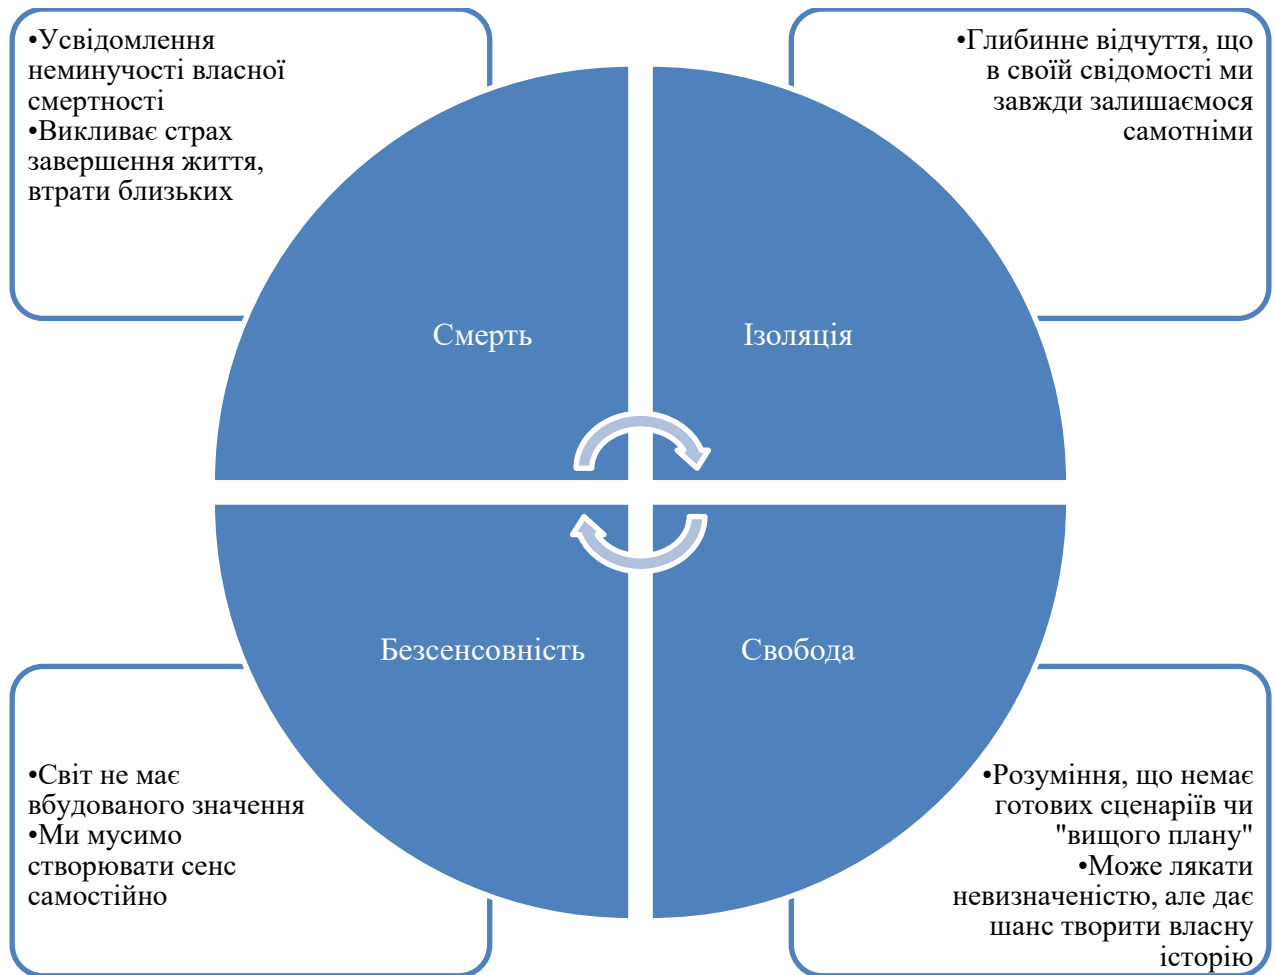 •Усвідомлення
неминучості власної
смертності
•Викливає страх
завершення життя,
втрати близьких
•Глибинне відчуття, що
в своїй свідомості ми
завжди залишаємося
самотніми
Смерть
Ізоляція
Безсенсовність
Свобода
•Світ не має
вбудованого значення
•Ми мусимо
створювати сенс
самостійно
•Розуміння, що немає
готових сценаріїв чи
"вищого плану"
•Може лякати
невизначеністю, але дає
шанс творити власну
історію